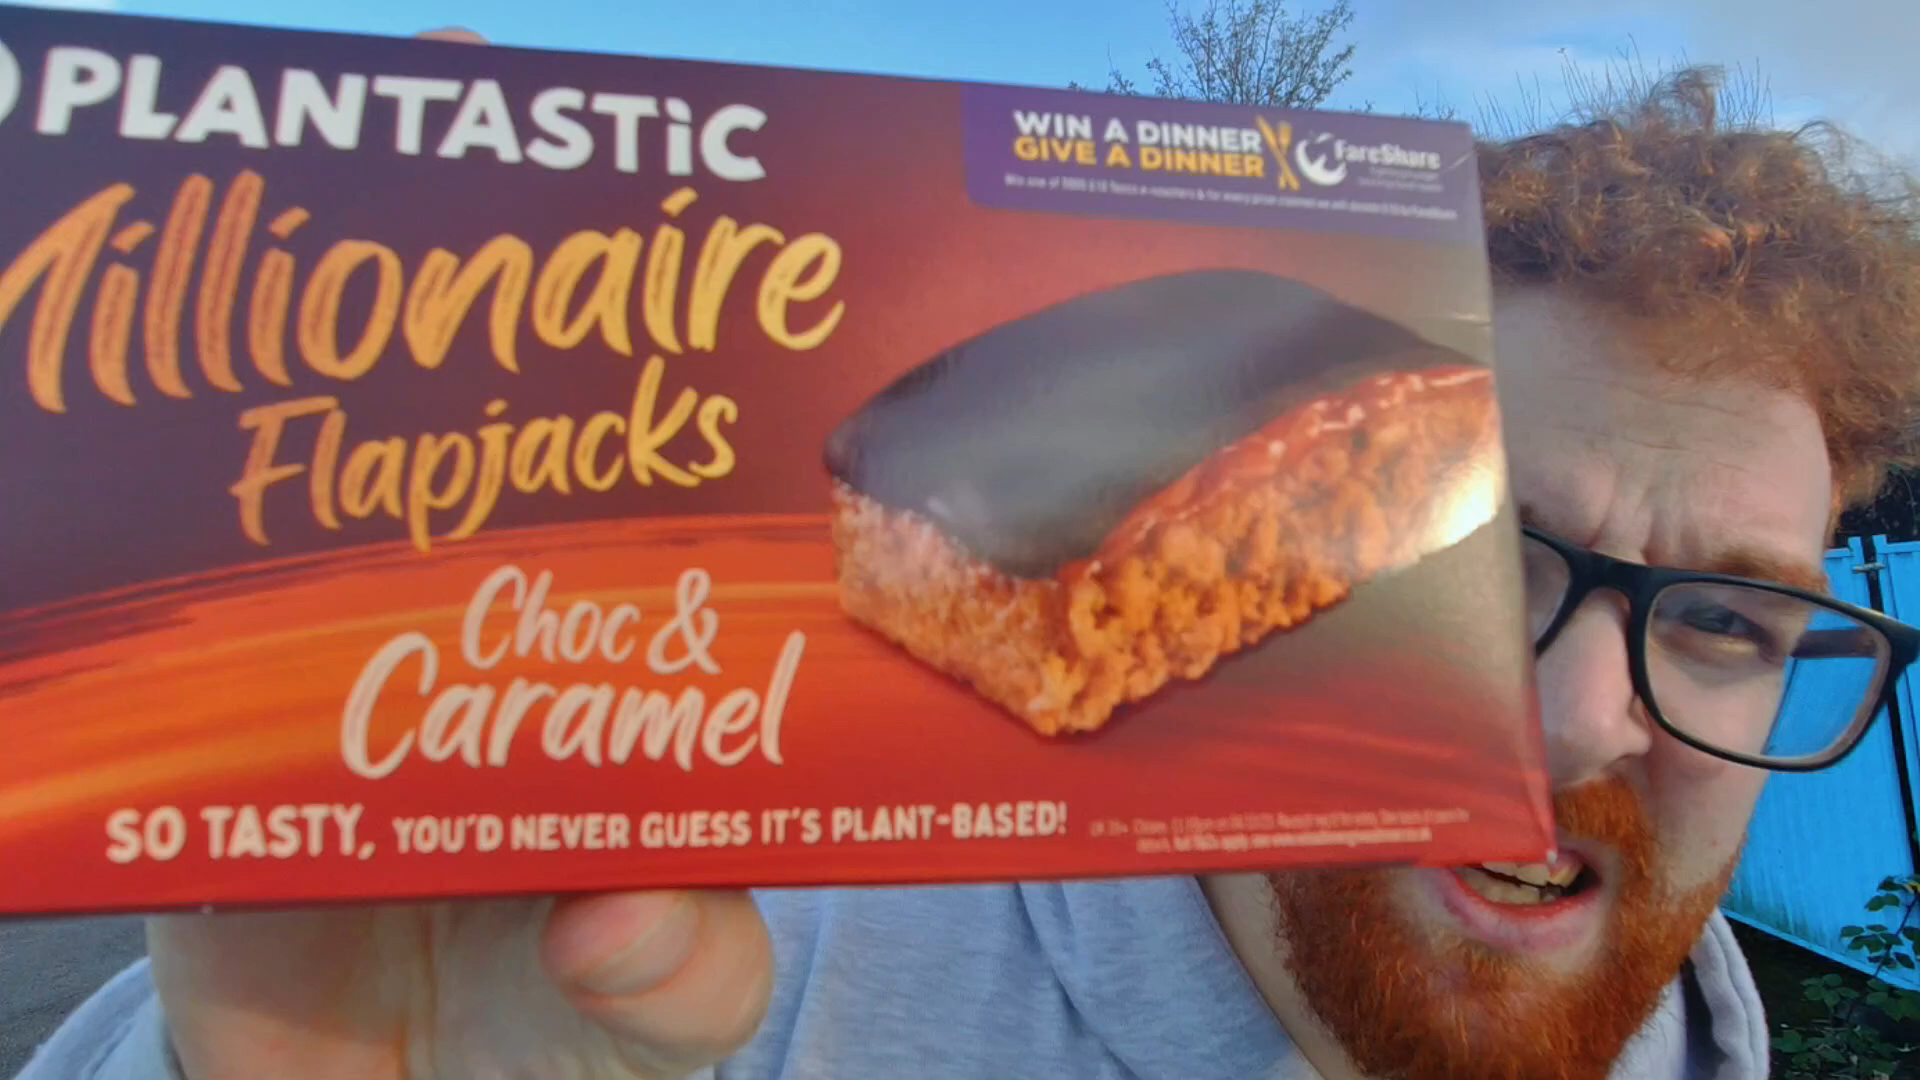 PLANTASTiC
Millionaire
Flapjacks
Choc &
Caramel
SO TASTY, YOU'D NEVER GUESS IT'S PLANT-BASED!
WIN A DINNER
GIVE A DINNER
FareShare